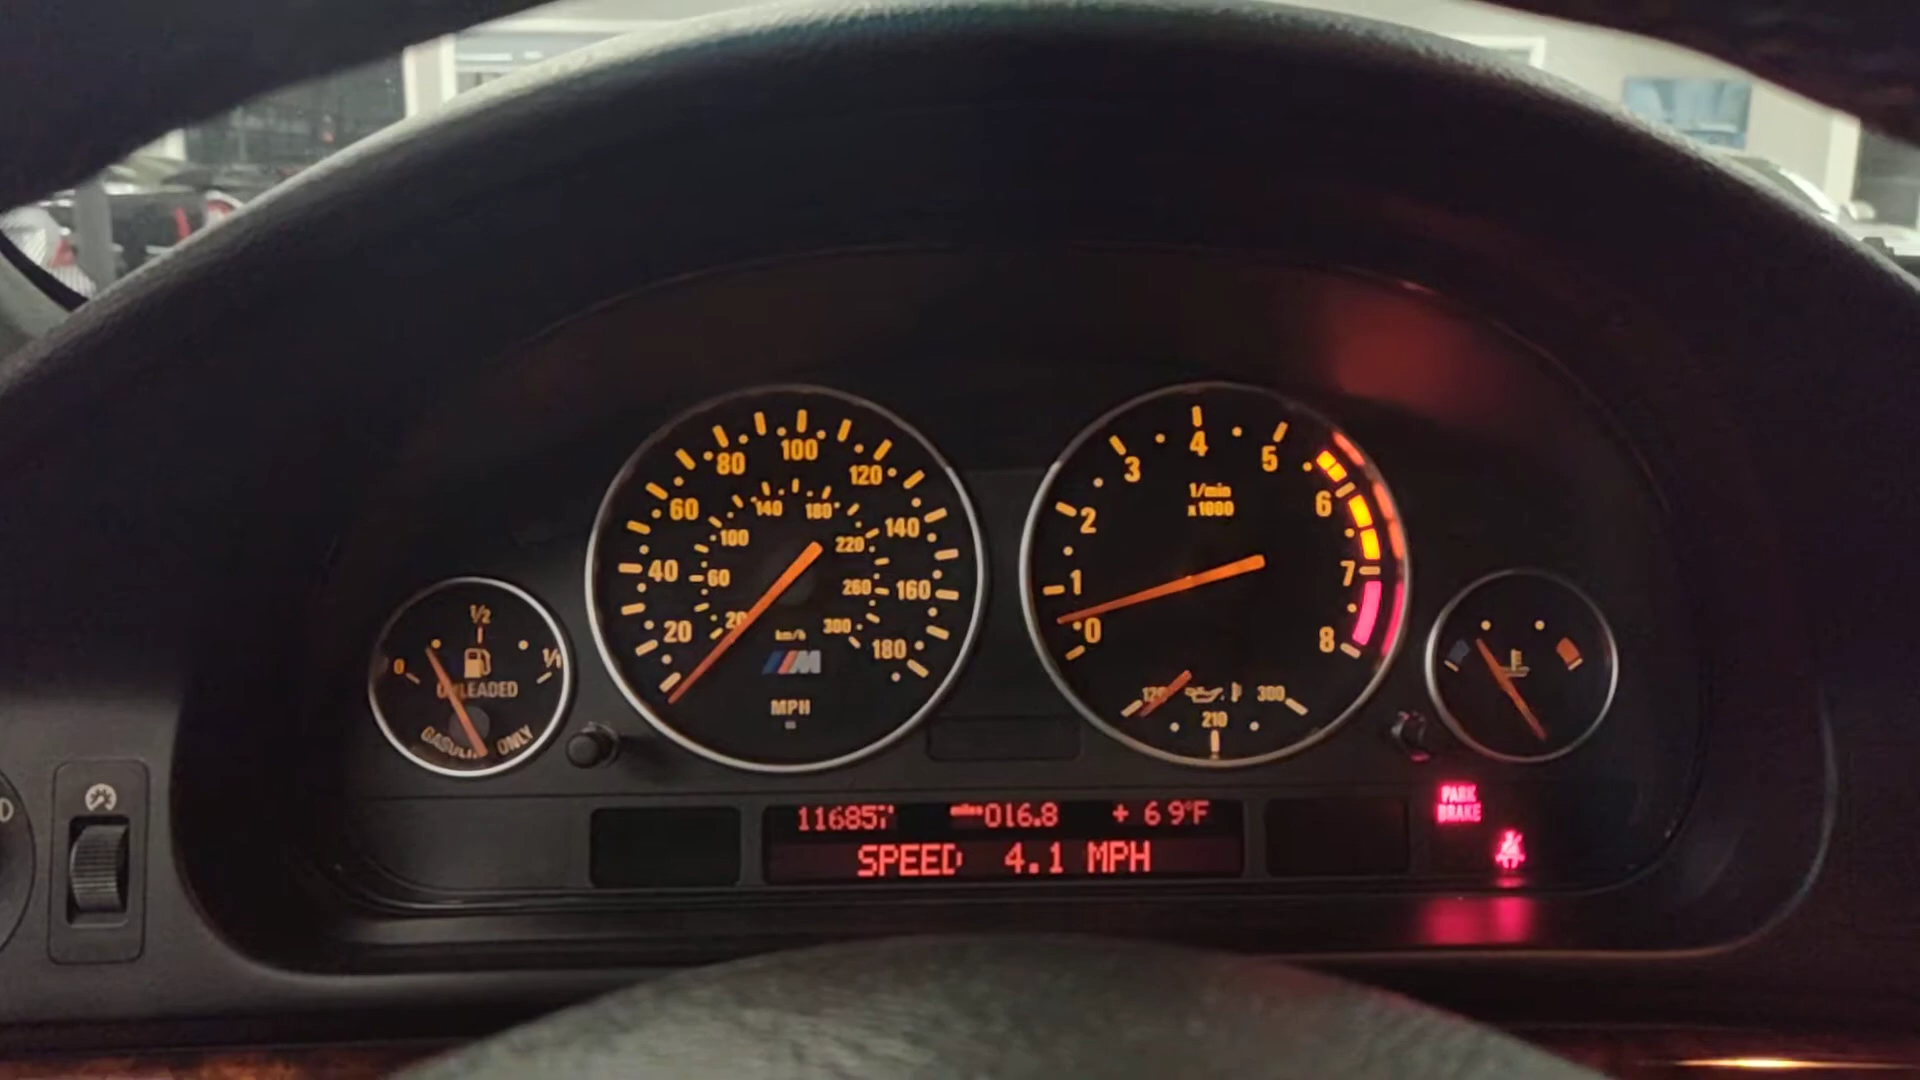 1/2
0
1/1
UNLEADED
GASOLINE ONLY
20 40 60 80 100 120 140 160 180
20 60 100 140 180 220 260 300
km/h
M
MPH
0 1 2 3 4 5 6 7 8
1/min
x1000
120 210 300
miles 016.8 + 69°F
SPEED 4.1 MPH
PARK
BRAKE